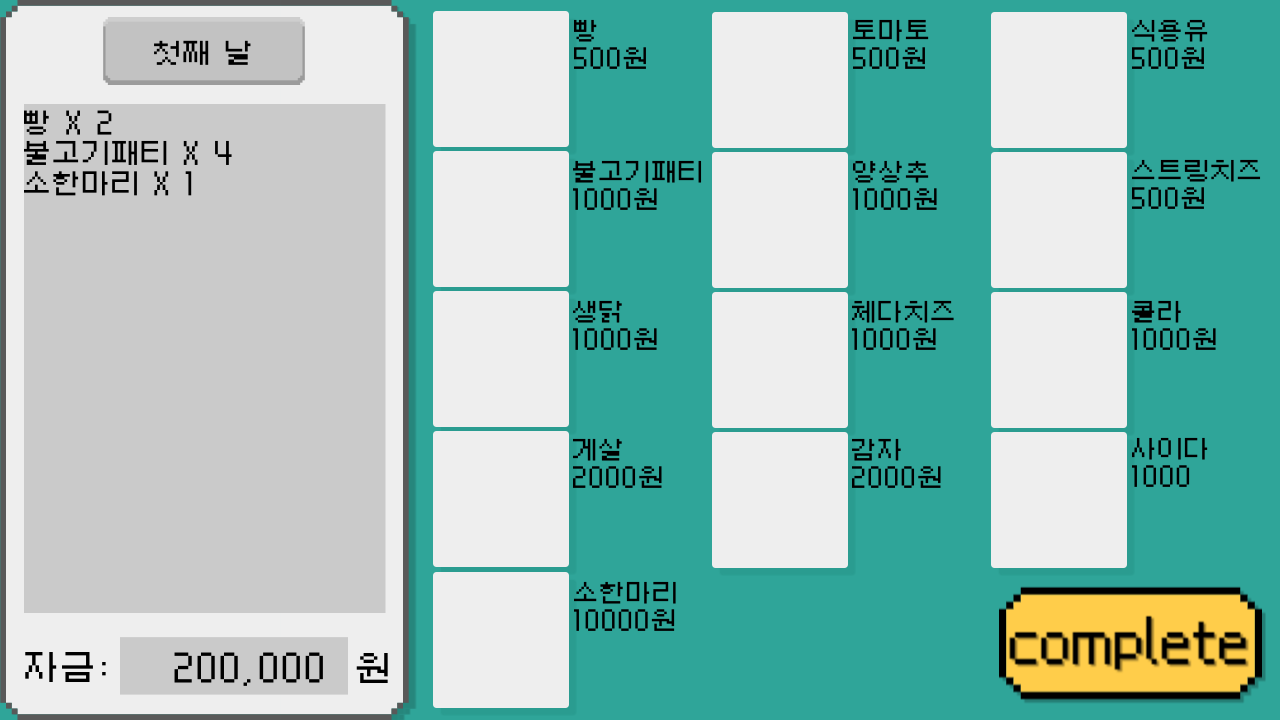 첫째 날
빵 X 2
불고기패티 X 4
소한마리 X 1
자금: 200,000 원
빵
500원
토마토
500원
식용유
500원
불고기패티
1000원
양상추
1000원
스트링치즈
500원
생닭
1000원
체다치즈
1000원
콜라
1000원
게살
2000원
감자
2000원
사이다
1000
소한마리
10000원
complete